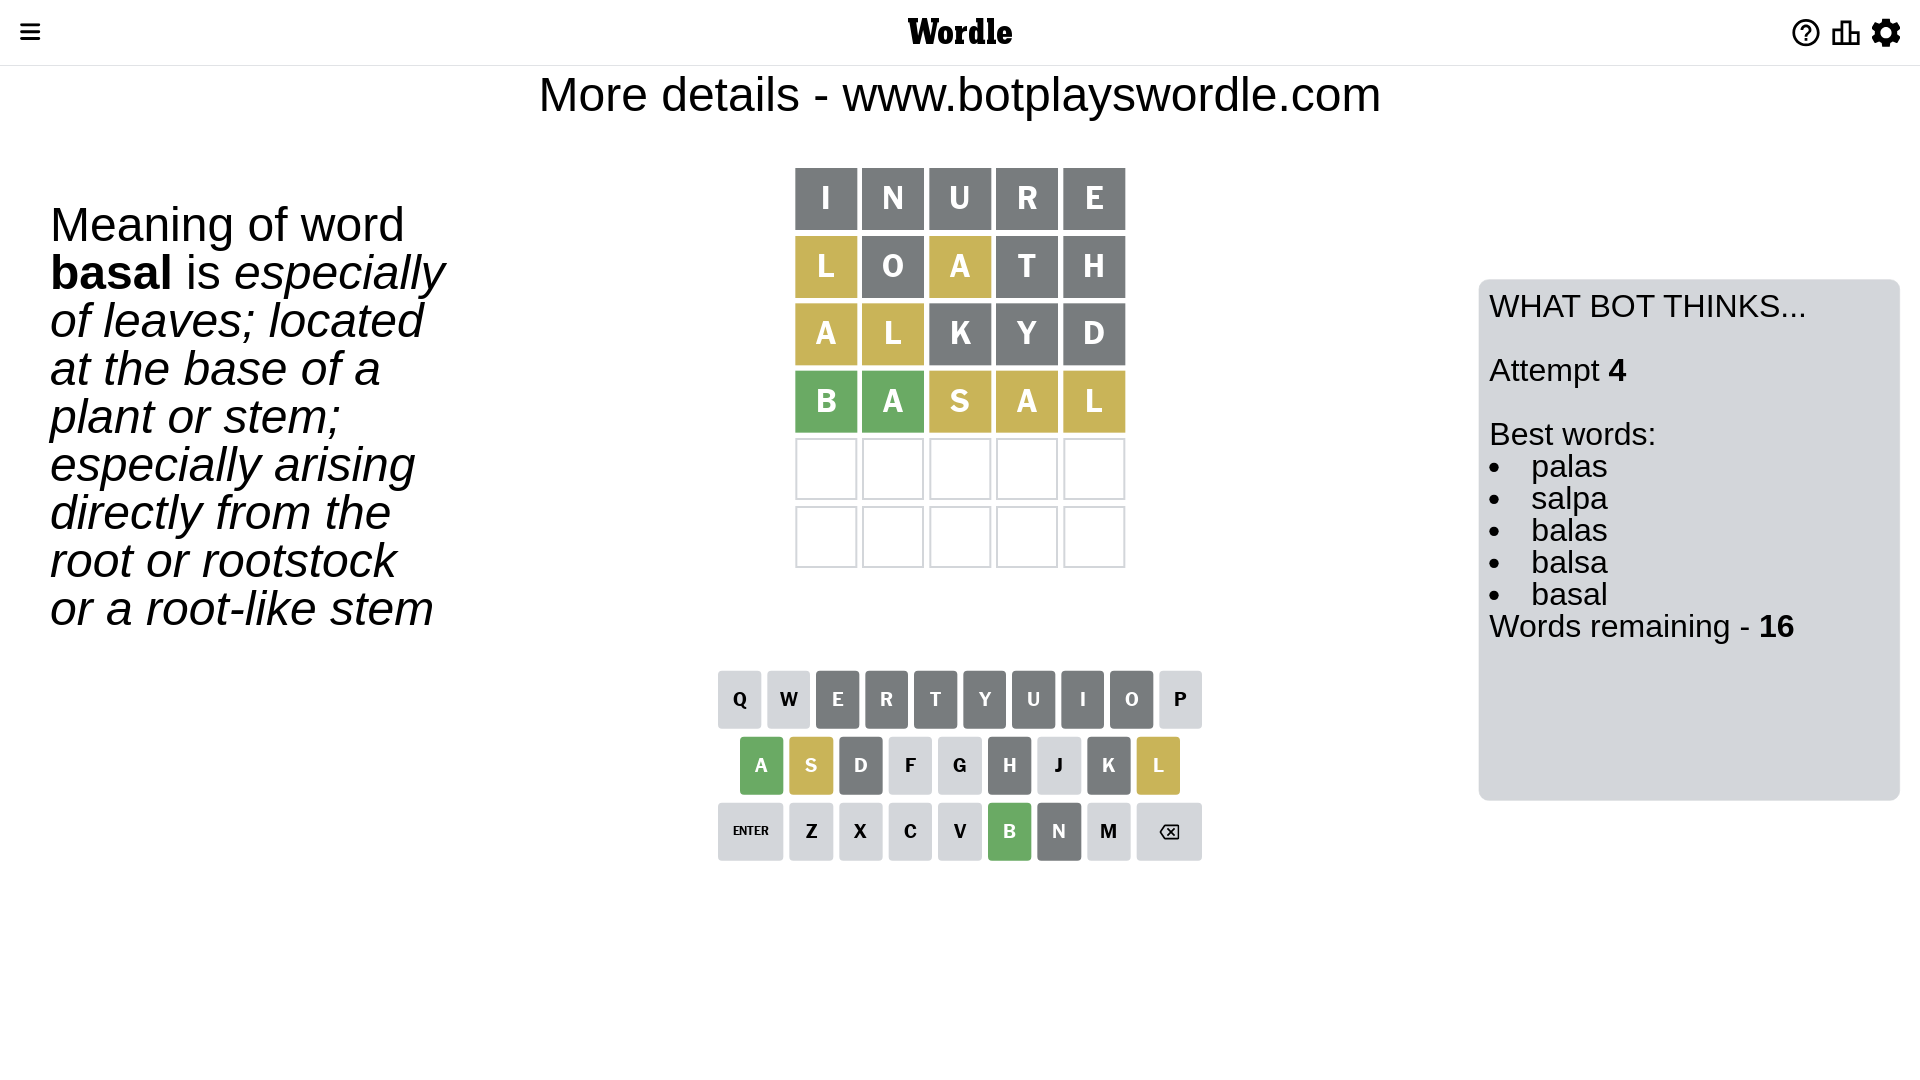 Wordle
More details - www.botplayswordle.com
Meaning of word
basal is especially
of leaves; located
at the base of a
plant or stem;
especially arising
directly from the
root or rootstock
or a root-like stem
I N U R E
L O A T H
A L K Y D
B A S A L
WHAT BOT THINKS...
Attempt 4
Best words:
• palas
• salpa
• balas
• balsa
• basal
Words remaining - 16
Q W E R T Y U I O P
A S D F G H J K L
ENTER Z X C V B N M